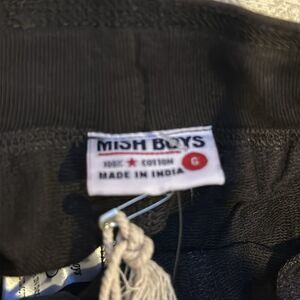 MISH BOYS
100% ★ COTTON 6
MADE IN INDIA